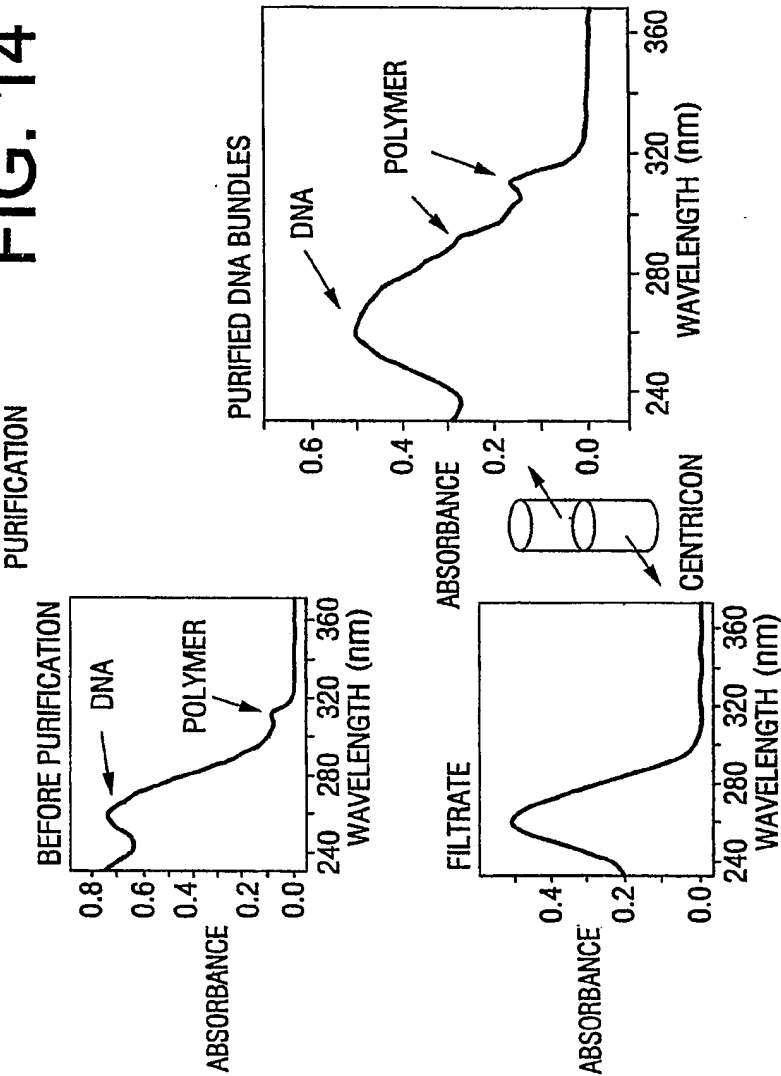 FIG. 14
PURIFICATION
BEFORE PURIFICATION
DNA
POLYMER
ABSORBANCE
0.8
0.6
0.4
0.2
0.0
240 280 320 360
WAVELENGTH (nm)
FILTRATE
ABSORBANCE
0.4
0.2
0.0
240 280 320 360
WAVELENGTH (nm)
CENTRICON
PURIFIED DNA BUNDLES
DNA
POLYMER
ABSORBANCE
0.6
0.4
0.2
0.0
240 280 320 360
WAVELENGTH (nm)